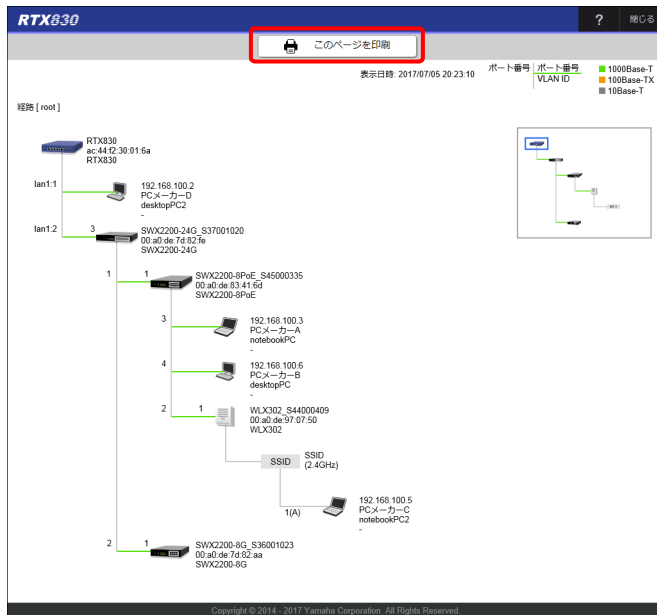 RTX830
? 閉じる
このページを印刷
表示日時: 2017/07/05 20:23:10
ポート番号 ポート番号
VLAN ID
1000Base-T
100Base-TX
10Base-T
経路 [ root ]
RTX830
ac:44:f2:30:01:6a
RTX830
lan1:1
192.168.100.2
PCメーカーD
desktopPC2
-
lan1:2 3
SWX2200-24G_S37001020
00:a0:de:7d:82:fe
SWX2200-24G
1 1
SWX2200-8PoE_S45000335
00:a0:de:83:41:6d
SWX2200-8PoE
3
192.168.100.3
PCメーカーA
notebookPC
-
4
192.168.100.6
PCメーカーB
desktopPC
-
2 1
WLX302_S44000409
00:a0:de:97:07:50
WLX302
SSID
SSID
(2.4GHz)
1(A)
192.168.100.5
PCメーカーC
notebookPC2
-
2 1
SWX2200-8G_S36001023
00:a0:de:7d:82:aa
SWX2200-8G
Copyright © 2014 - 2017 Yamaha Corporation. All Rights Reserved.